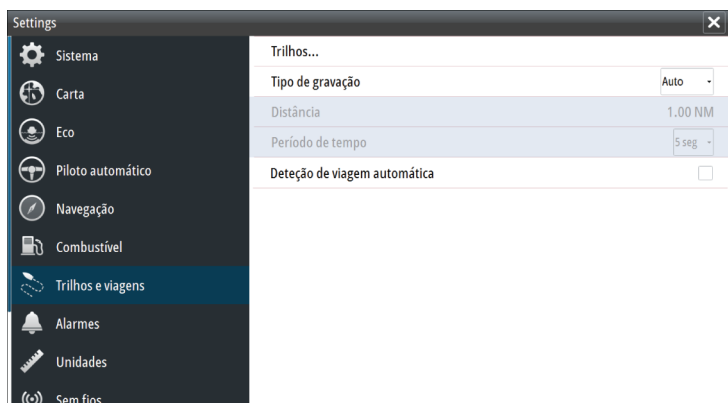 Settings
Sistema
Carta
Eco
Piloto automático
Navegação
Combustível
Trilhos e viagens
Alarmes
Unidades
Sem fios
Trilhos...
Tipo de gravação Auto
Distância 1.00 NM
Período de tempo 5 seg
Deteção de viagem automática